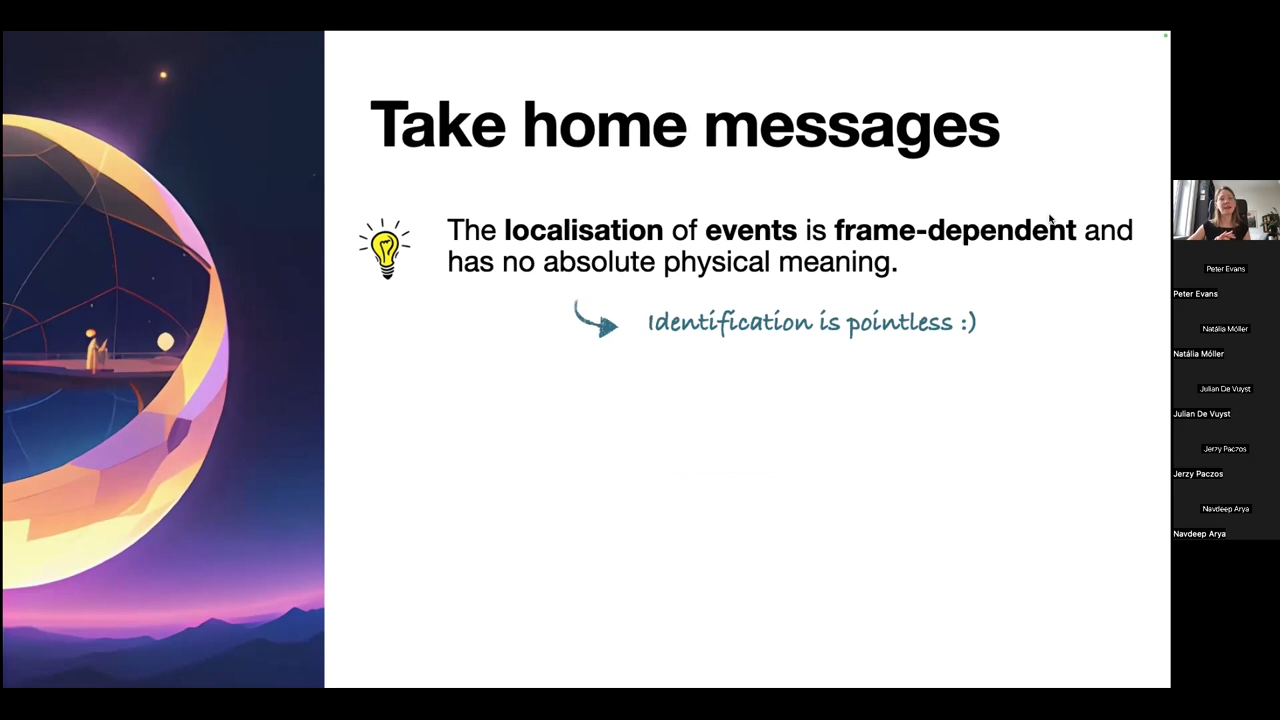 Take home messages
The localisation of events is frame-dependent and
has no absolute physical meaning.
Identification is pointless :)
Peter Evans
Peter Evans
Natália Móller
Natália Móller
Julian De Vuyst
Julian De Vuyst
Jerzy Paczos
Jerzy Paczos
Navdeep Arya
Navdeep Arya